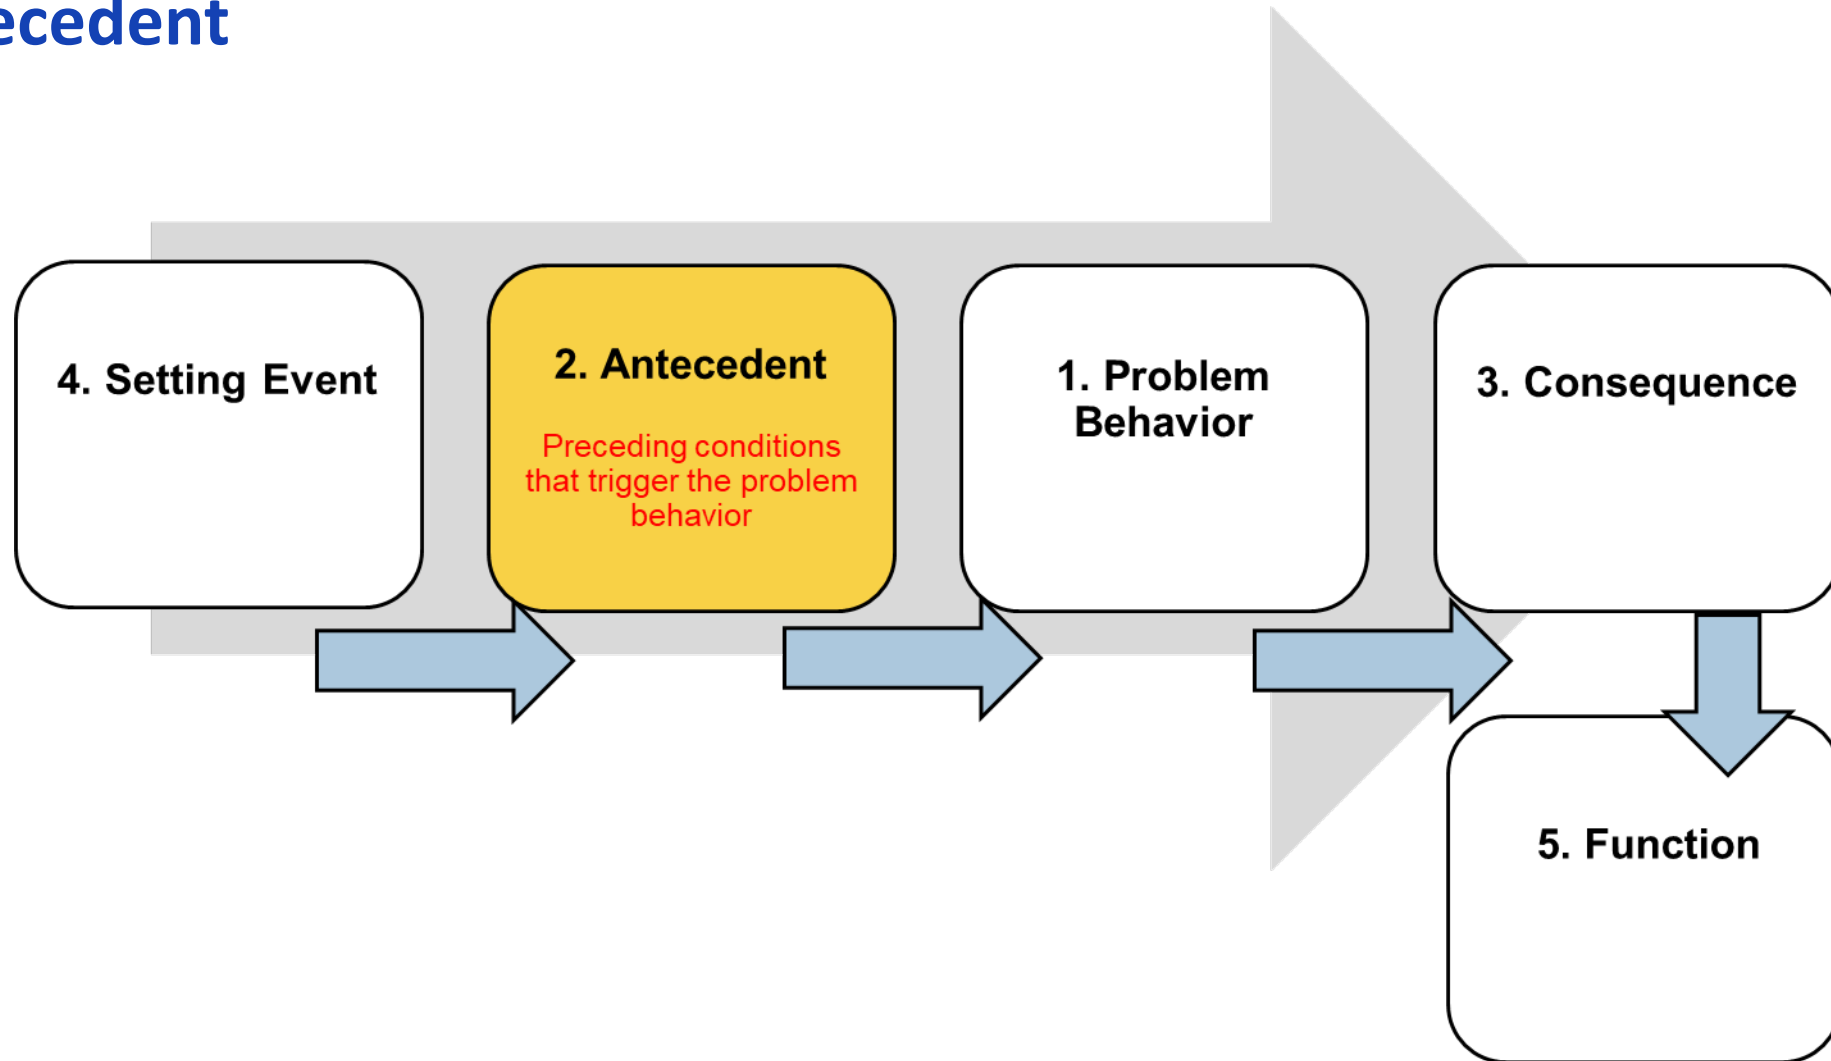 ecedent
4. Setting Event
2. Antecedent
Preceding conditions
that trigger the problem
behavior
1. Problem
Behavior
3. Consequence
5. Function